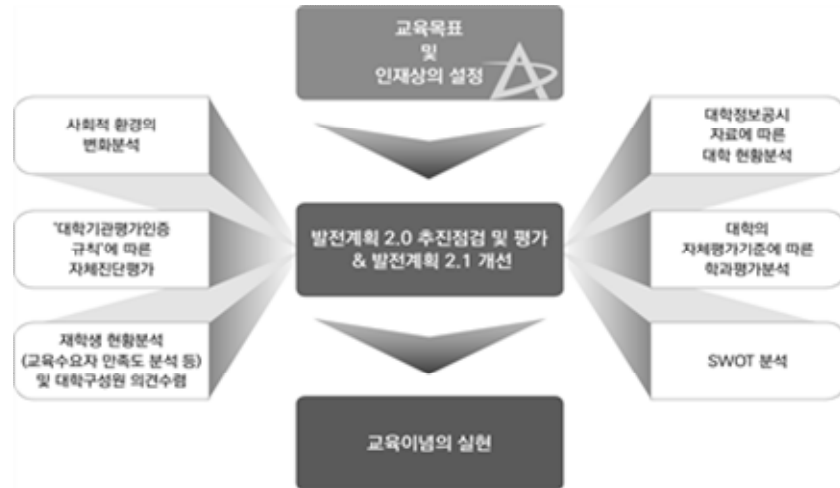 교육목표
및
인재상의 설정
사회적 환경의
변화분석
'대학기관평가인증
규칙'에 따른
자체진단평가
재학생 현황분석
(교육수요자 만족도 분석 등)
및 대학구성원 의견수렴
발전계획 2.0 추진점검 및 평가
& 발전계획 2.1 개선
대학정보공시
자료에 따른
대학 현황분석
대학의
자체평가기준에 따른
학과평가분석
SWOT 분석
교육이념의 실현